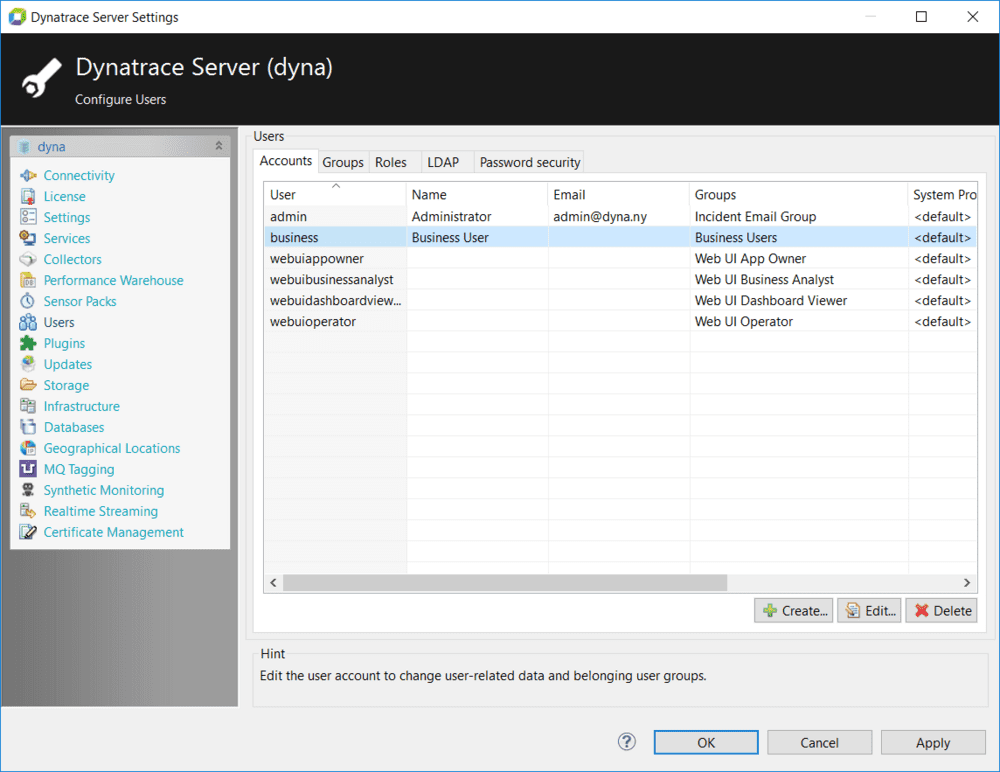 Dynatrace Server Settings
Dynatrace Server (dyna)
Configure Users
dyna
Connectivity
License
Settings
Services
Collectors
Performance Warehouse
Sensor Packs
Users
Plugins
Updates
Storage
Infrastructure
Databases
Geographical Locations
MQ Tagging
Synthetic Monitoring
Realtime Streaming
Certificate Management
Users
Accounts Groups Roles LDAP Password security
User Name Email Groups System Pro
admin Administrator admin@dyna.ny Incident Email Group <default>
business Business User Business Users <default>
webuiappowner Web UI App Owner <default>
webuibusinessanalyst Web UI Business Analyst <default>
webuidashboardview... Web UI Dashboard Viewer <default>
webuioperator Web UI Operator <default>
Create... Edit... Delete
Hint
Edit the user account to change user-related data and belonging user groups.
? OK Cancel Apply